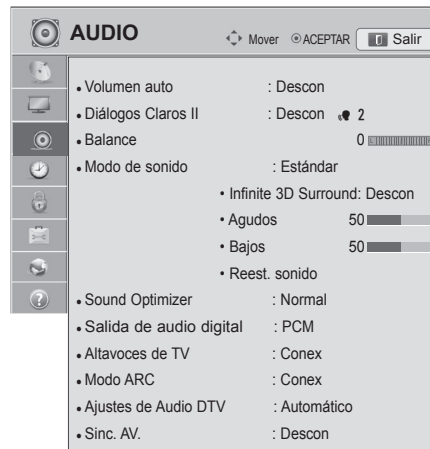 AUDIO Mover ACEPTAR Salir
• Volumen auto : Descon
• Diálogos Claros II : Descon 2
• Balance 0
• Modo de sonido : Estándar
• Infinite 3D Surround: Descon
• Agudos 50
• Bajos 50
• Reest. sonido
• Sound Optimizer : Normal
• Salida de audio digital : PCM
• Altavoces de TV : Conex
• Modo ARC : Conex
• Ajustes de Audio DTV : Automático
• Sinc. AV. : Descon